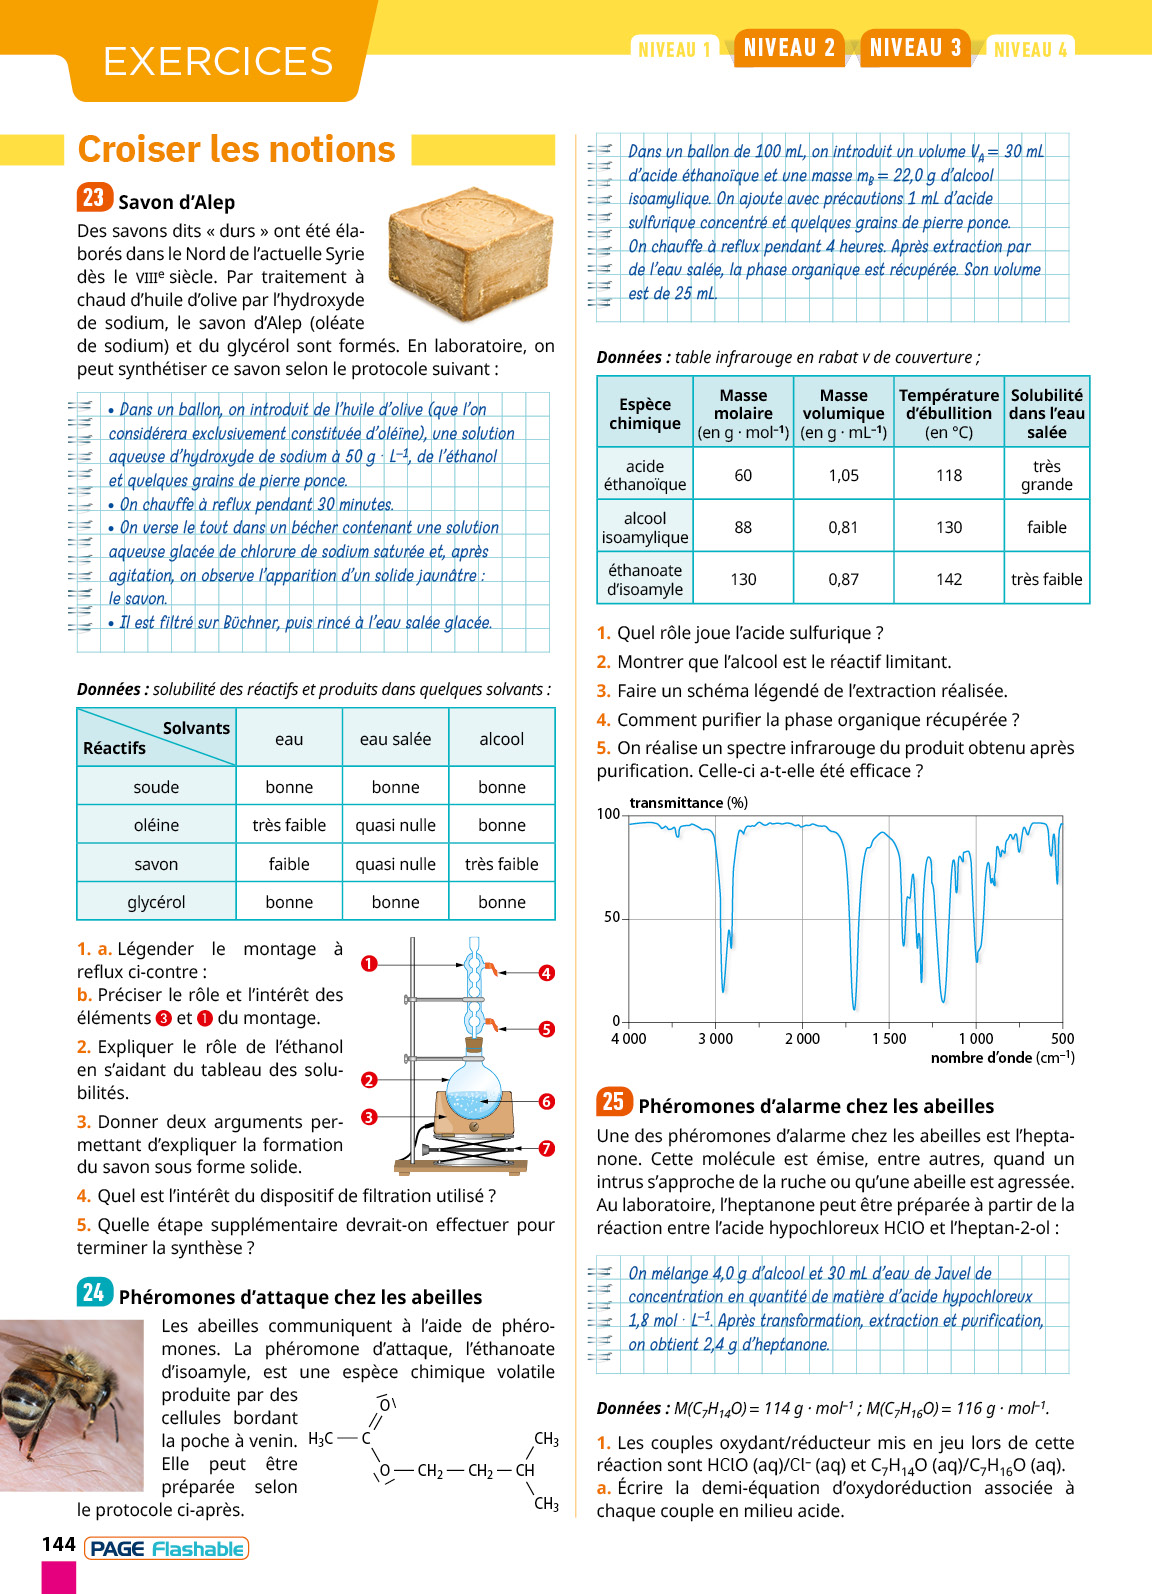 EXERCICES
NIVEAU 1
NIVEAU 2
NIVEAU 3
NIVEAU 4
Croiser les notions
23 Savon d’Alep
Des savons dits « durs » ont été éla-
borés dans le Nord de l’actuelle Syrie
dès le VIIIe siècle. Par traitement à
chaud d’huile d’olive par l’hydroxyde
de sodium, le savon d’Alep (oléate
de sodium) et du glycérol sont formés. En laboratoire, on
peut synthétiser ce savon selon le protocole suivant :
• Dans un ballon, on introduit de l’huile d’olive (que l’on
considérera exclusivement constituée d’oléine), une solution
aqueuse d’hydroxyde de sodium à 50 g · L–1, de l’éthanol
et quelques grains de pierre ponce.
• On chauffe à reflux pendant 30 minutes.
• On verse le tout dans un bécher contenant une solution
aqueuse glacée de chlorure de sodium saturée et, après
agitation, on observe l’apparition d’un solide jaunâtre :
le savon.
• Il est filtré sur Büchner, puis rincé à l’eau salée glacée.
Données : solubilité des réactifs et produits dans quelques solvants :
Solvants
Réactifs
eau
eau salée
alcool
soude bonne bonne bonne
oléine très faible quasi nulle bonne
savon faible quasi nulle très faible
glycérol bonne bonne bonne
1. a. Légender le montage à
reflux ci-contre :
b. Préciser le rôle et l’intérêt des
éléments 3 et 1 du montage.
2. Expliquer le rôle de l’éthanol
en s’aidant du tableau des solu-
bilités.
3. Donner deux arguments per-
mettant d’expliquer la formation
du savon sous forme solide.
1
4
5
2
6
3
7
4. Quel est l’intérêt du dispositif de filtration utilisé ?
5. Quelle étape supplémentaire devrait-on effectuer pour
terminer la synthèse ?
24 Phéromones d’attaque chez les abeilles
Les abeilles communiquent à l’aide de phéro-
mones. La phéromone d’attaque, l’éthanoate
d’isoamyle, est une espèce chimique volatile
produite par des
cellules bordant
la poche à venin.
Elle peut être
préparée selon
le protocole ci-après.
O
H3C — C
CH3
O — CH2 — CH2 — CH
CH3
144 PAGE Flashable
Dans un ballon de 100 mL, on introduit un volume VA = 30 mL
d’acide éthanoïque et une masse mB = 22,0 g d’alcool
isoamylique. On ajoute avec précautions 1 mL d’acide
sulfurique concentré et quelques grains de pierre ponce.
On chauffe à reflux pendant 4 heures. Après extraction par
de l’eau salée, la phase organique est récupérée. Son volume
est de 25 mL.
Données : table infrarouge en rabat v de couverture ;
Espèce chimique
Masse molaire (en g · mol–1)
Masse volumique (en g · mL–1)
Température d’ébullition (en °C)
Solubilité dans l’eau salée
acide éthanoïque 60 1,05 118 très grande
alcool isoamylique 88 0,81 130 faible
éthanoate d’isoamyle 130 0,87 142 très faible
1. Quel rôle joue l’acide sulfurique ?
2. Montrer que l’alcool est le réactif limitant.
3. Faire un schéma légendé de l’extraction réalisée.
4. Comment purifier la phase organique récupérée ?
5. On réalise un spectre infrarouge du produit obtenu après
purification. Celle-ci a-t-elle été efficace ?
transmittance (%)
100
50
0
4 000 3 000 2 000 1 500 1 000 500
nombre d’onde (cm–1)
25 Phéromones d’alarme chez les abeilles
Une des phéromones d’alarme chez les abeilles est l’hepta-
none. Cette molécule est émise, entre autres, quand un
intrus s’approche de la ruche ou qu’une abeille est agressée.
Au laboratoire, l’heptanone peut être préparée à partir de la
réaction entre l’acide hypochloreux HClO et l’heptan-2-ol :
On mélange 4,0 g d’alcool et 30 mL d’eau de Javel de
concentration en quantité de matière d’acide hypochloreux
1,8 mol · L–1. Après transformation, extraction et purification,
on obtient 2,4 g d’heptanone.
Données : M(C7H14O) = 114 g · mol–1 ; M(C7H16O) = 116 g · mol–1.
1. Les couples oxydant/réducteur mis en jeu lors de cette
réaction sont HClO (aq)/Cl– (aq) et C7H14O (aq)/C7H16O (aq).
a. Écrire la demi-équation d’oxydoréduction associée à
chaque couple en milieu acide.